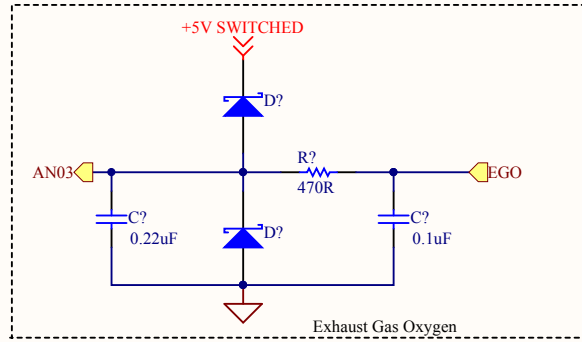 +5V SWITCHED
D?
AN03
R?
470R
EGO
C?
0.22uF
D?
C?
0.1uF
Exhaust Gas Oxygen